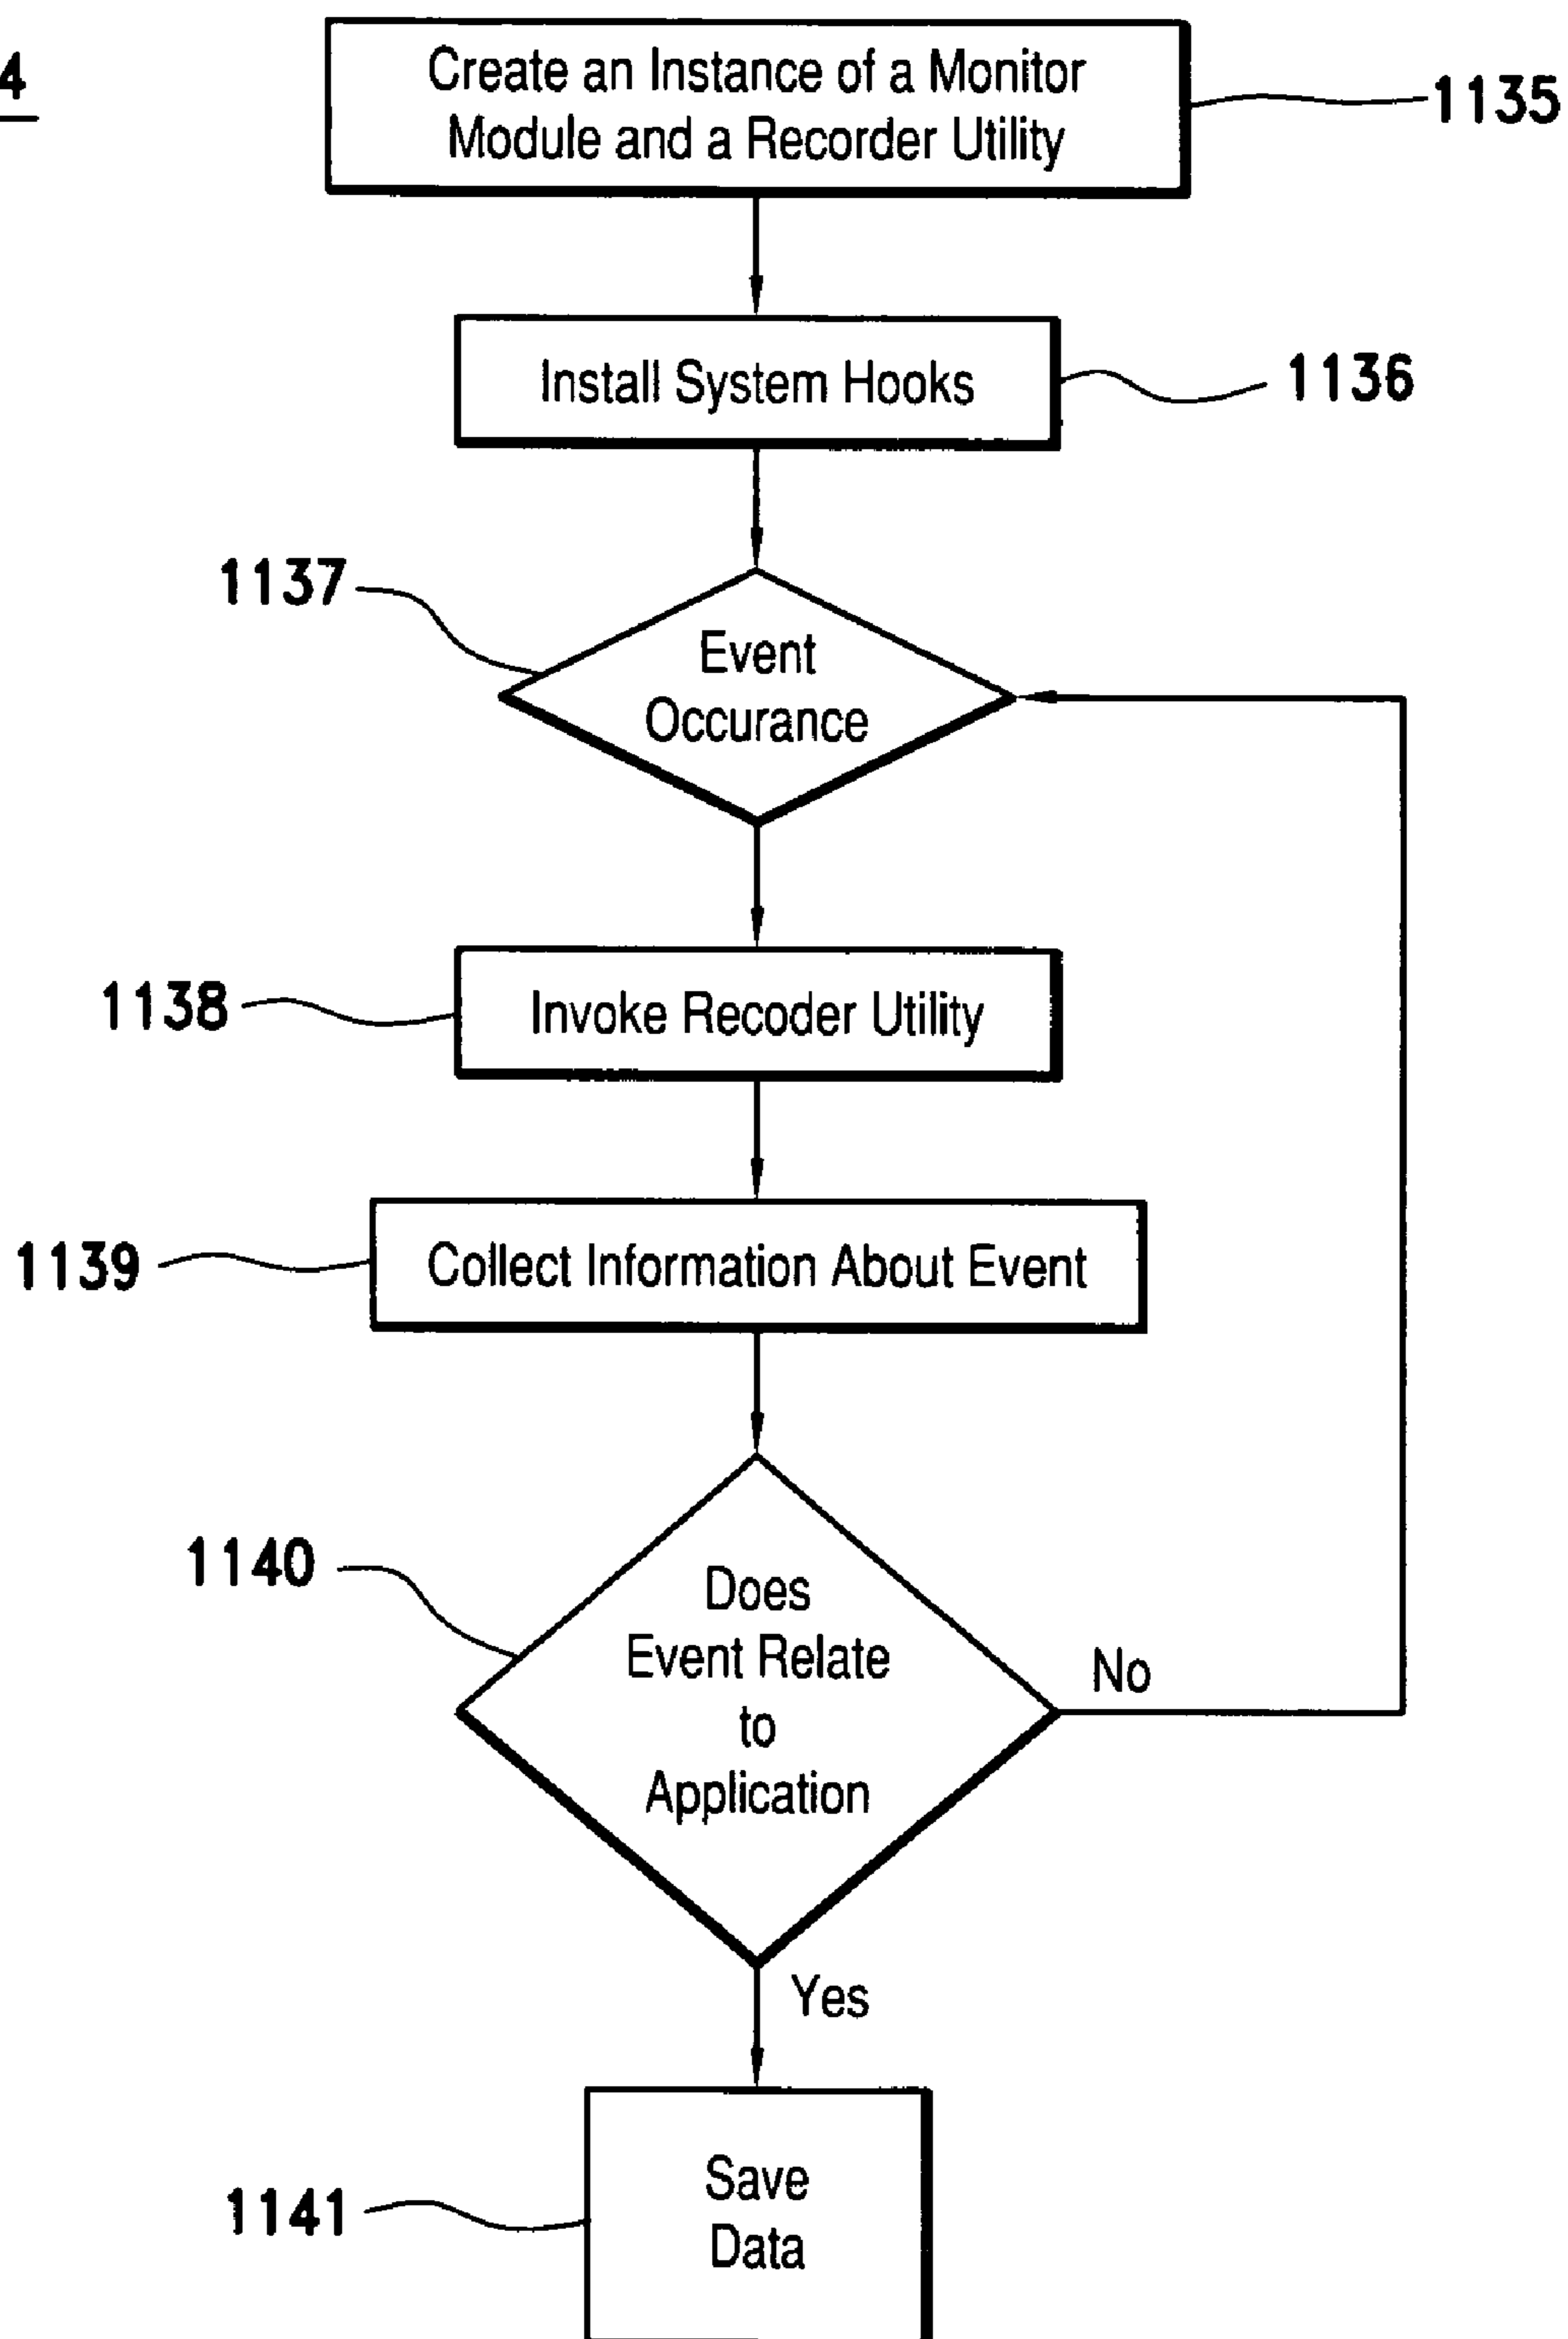 4
Create an Instance of a Monitor
Module and a Recorder Utility
1135
Install System Hooks
1136
1137
Event
Occurance
1138
Invoke Recoder Utility
1139
Collect Information About Event
1140
Does
Event Relate
to
Application
No
Yes
1141
Save
Data